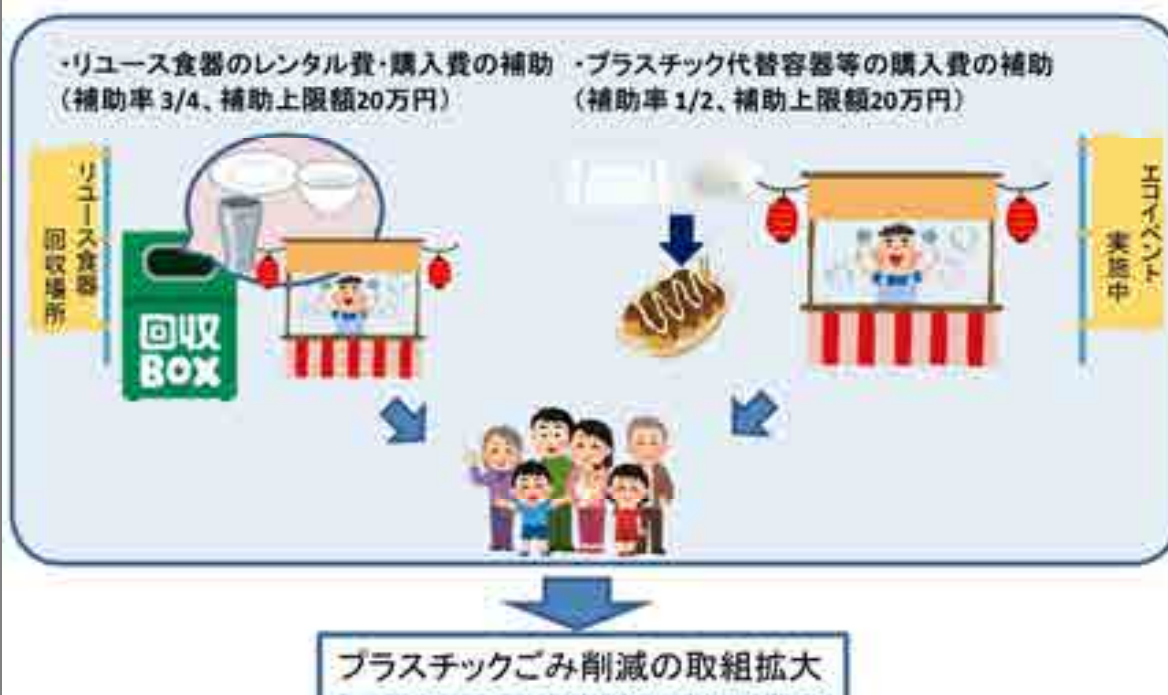 ・リユース食器のレンタル費・購入費の補助
（補助率 3/4、補助上限額20万円）
・プラスチック代替容器等の購入費の補助
（補助率 1/2、補助上限額20万円）
リユース食器
回収場所
回収
BOX
エコイベント
実施中
プラスチックごみ削減の取組拡大